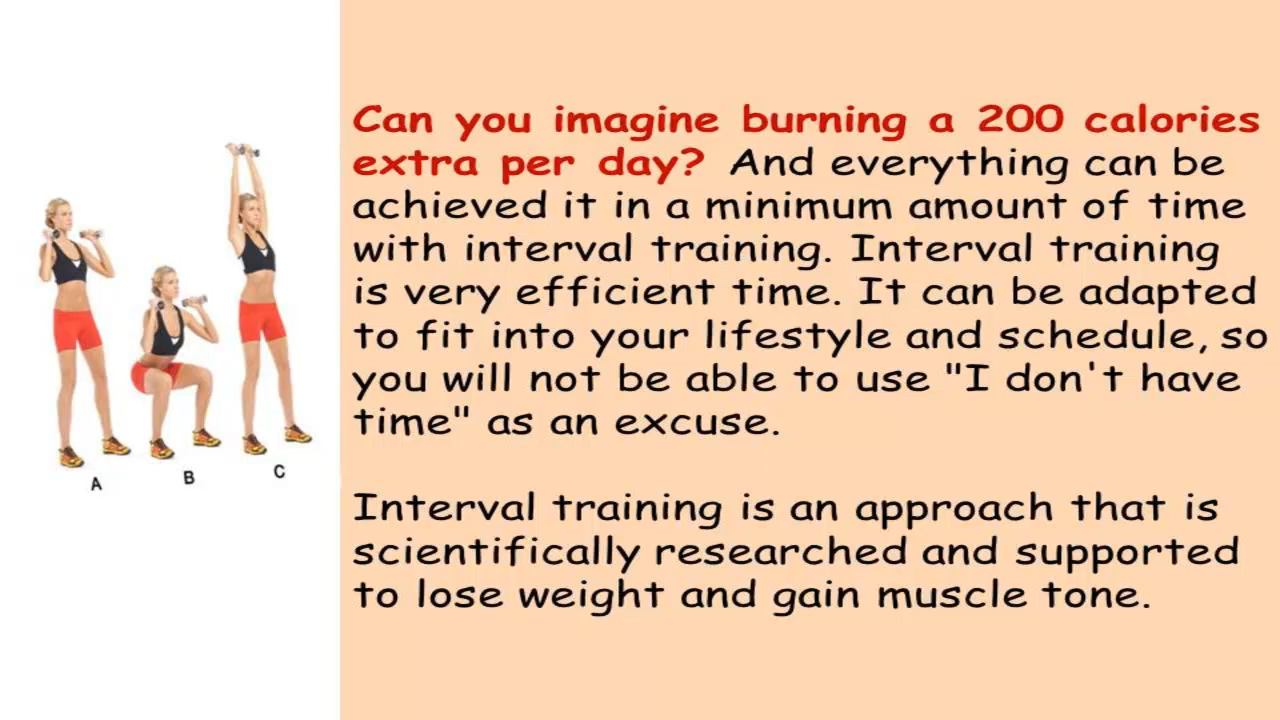 Can you imagine burning a 200 calories
extra per day? And everything can be
achieved it in a minimum amount of time
with interval training. Interval training
is very efficient time. It can be adapted
to fit into your lifestyle and schedule, so
you will not be able to use "I don't have
time" as an excuse.
Interval training is an approach that is
scientifically researched and supported
to lose weight and gain muscle tone.
A
B
C